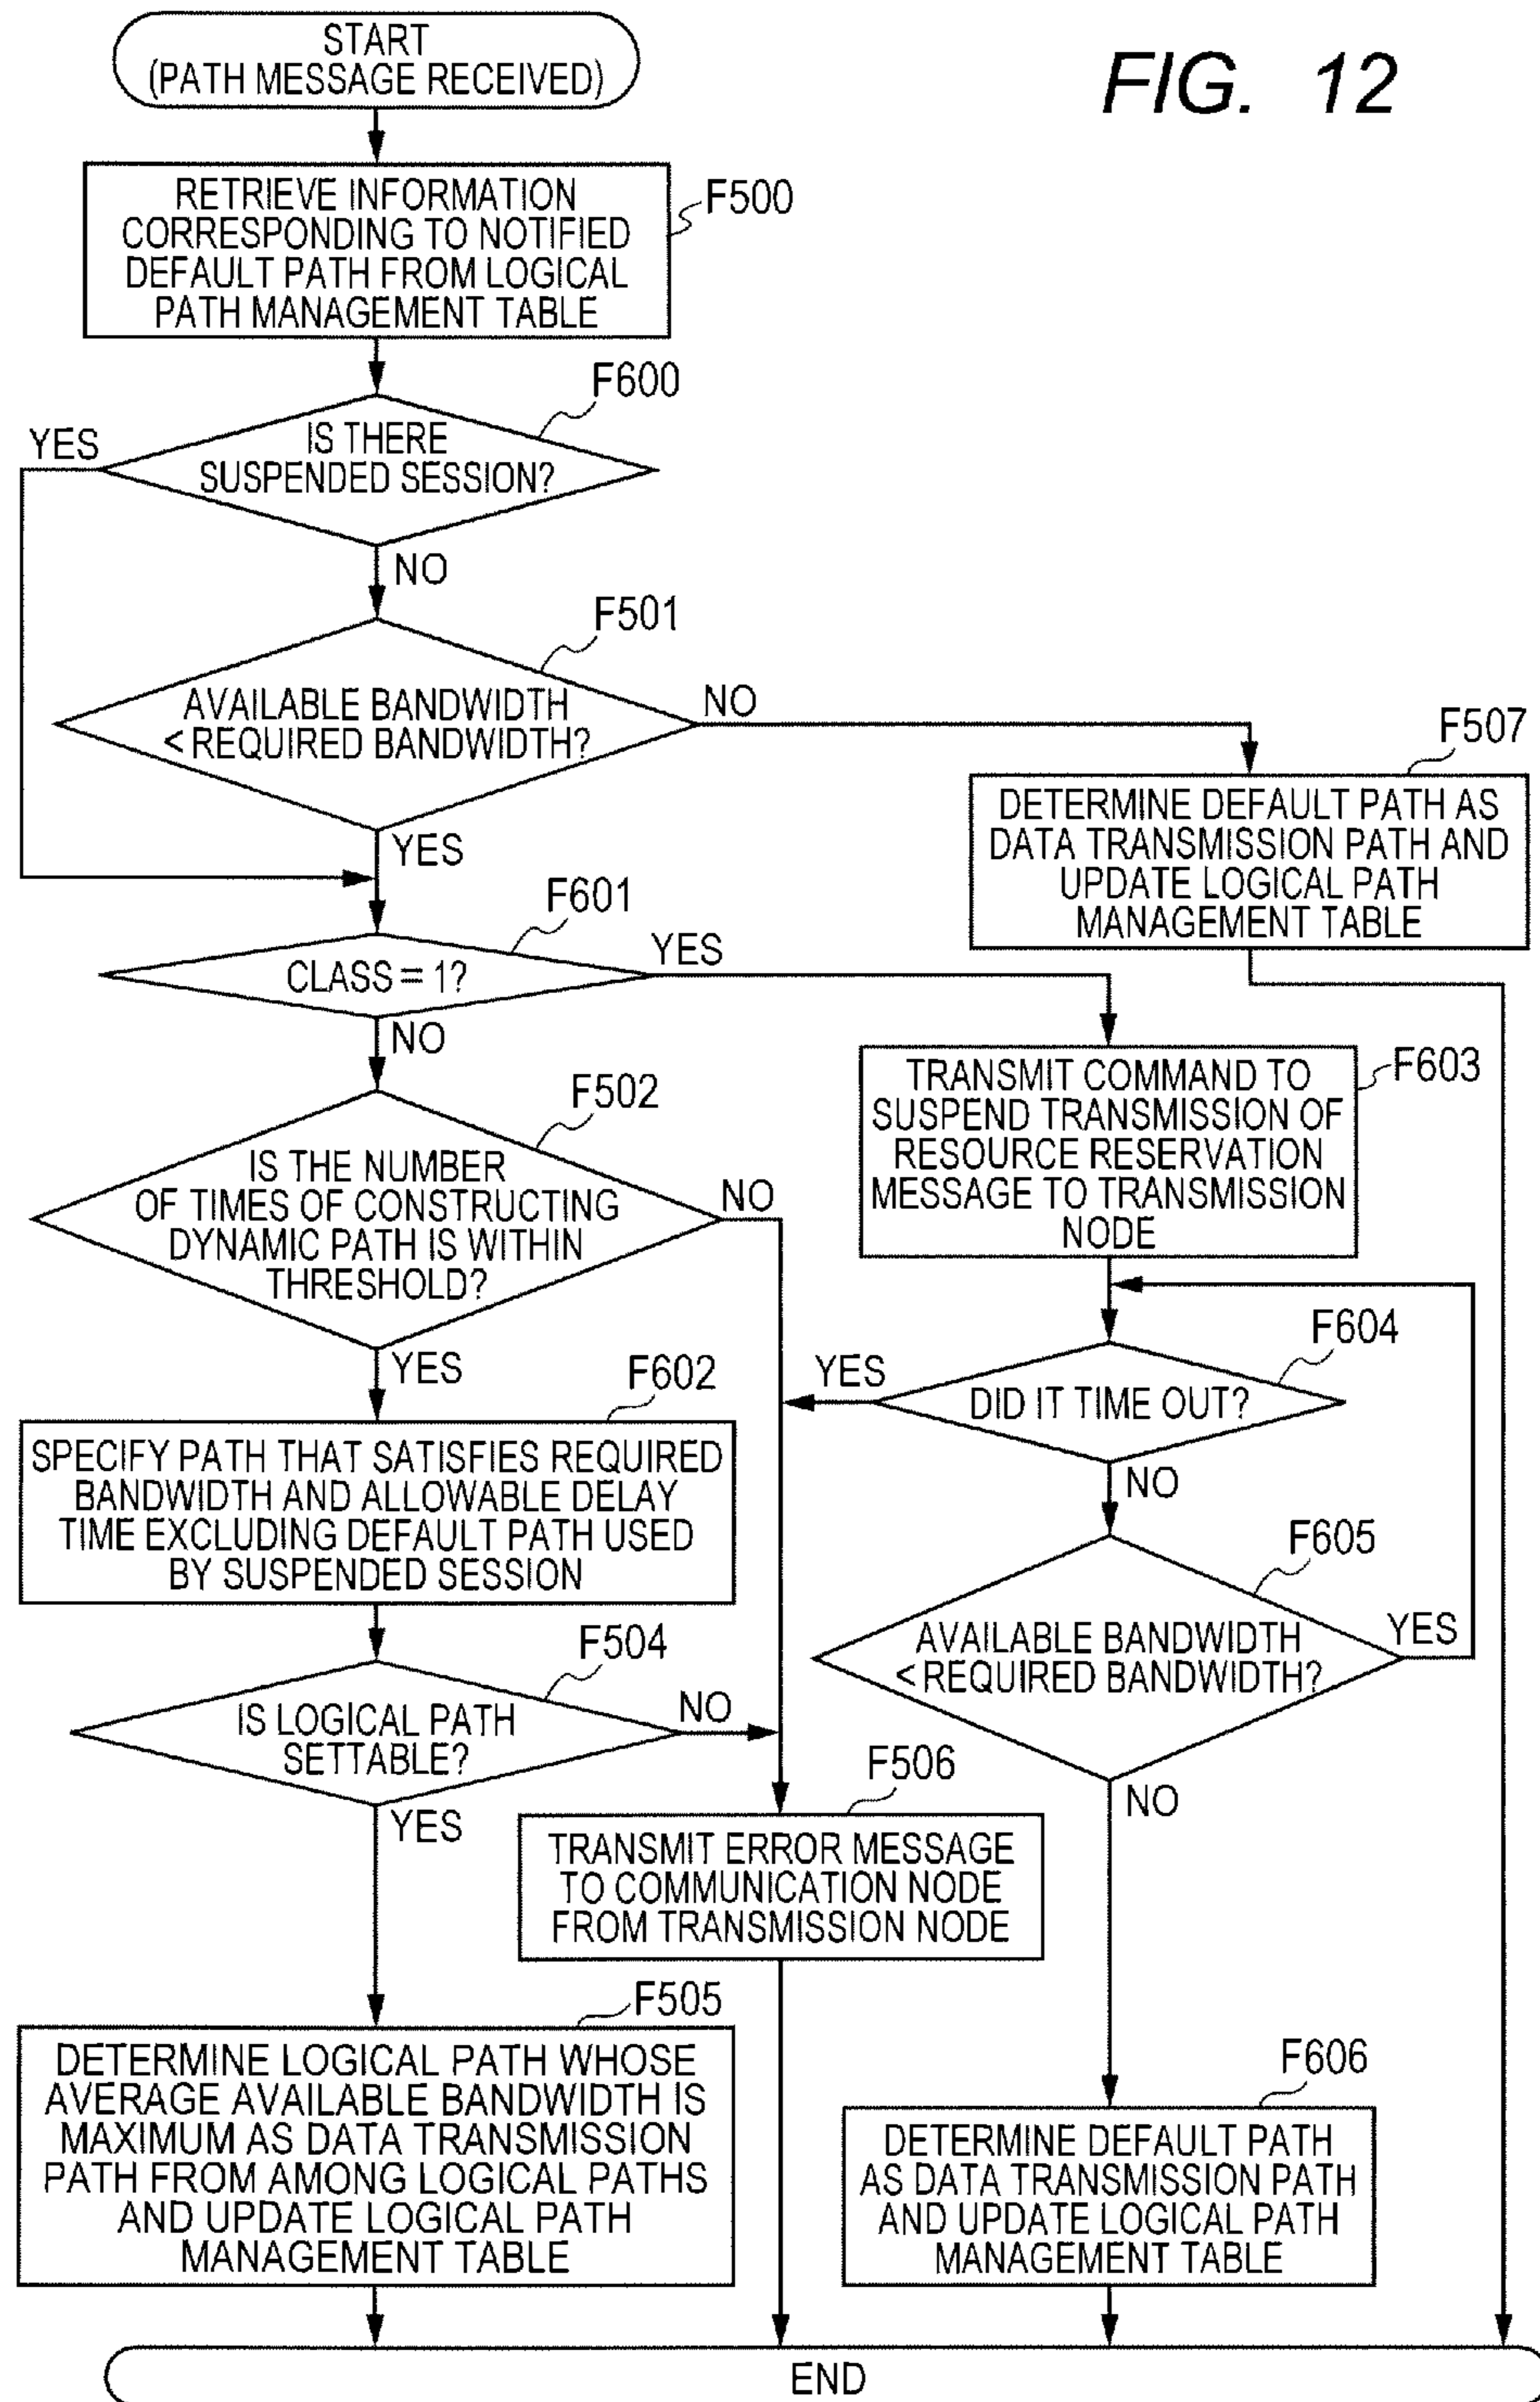 START
(PATH MESSAGE RECEIVED)
FIG. 12
RETRIEVE INFORMATION
CORRESPONDING TO NOTIFIED
DEFAULT PATH FROM LOGICAL
PATH MANAGEMENT TABLE
F500
F600
YES
IS THERE
SUSPENDED SESSION?
NO
F501
AVAILABLE BANDWIDTH
< REQUIRED BANDWIDTH?
NO
YES
F507
DETERMINE DEFAULT PATH AS
DATA TRANSMISSION PATH AND
UPDATE LOGICAL PATH
MANAGEMENT TABLE
F601
CLASS = 1?
YES
NO
F603
TRANSMIT COMMAND TO
SUSPEND TRANSMISSION OF
RESOURCE RESERVATION
MESSAGE TO TRANSMISSION
NODE
F502
IS THE NUMBER
OF TIMES OF CONSTRUCTING
DYNAMIC PATH IS WITHIN
THRESHOLD?
NO
YES
F604
YES
DID IT TIME OUT?
NO
F602
SPECIFY PATH THAT SATISFIES REQUIRED
BANDWIDTH AND ALLOWABLE DELAY
TIME EXCLUDING DEFAULT PATH USED
BY SUSPENDED SESSION
F605
AVAILABLE BANDWIDTH
< REQUIRED BANDWIDTH?
YES
NO
F504
IS LOGICAL PATH
SETTABLE?
NO
YES
F506
TRANSMIT ERROR MESSAGE
TO COMMUNICATION NODE
FROM TRANSMISSION NODE
F505
DETERMINE LOGICAL PATH WHOSE
AVERAGE AVAILABLE BANDWIDTH IS
MAXIMUM AS DATA TRANSMISSION
PATH FROM AMONG LOGICAL PATHS
AND UPDATE LOGICAL PATH
MANAGEMENT TABLE
F606
DETERMINE DEFAULT PATH
AS DATA TRANSMISSION PATH
AND UPDATE LOGICAL PATH
MANAGEMENT TABLE
END